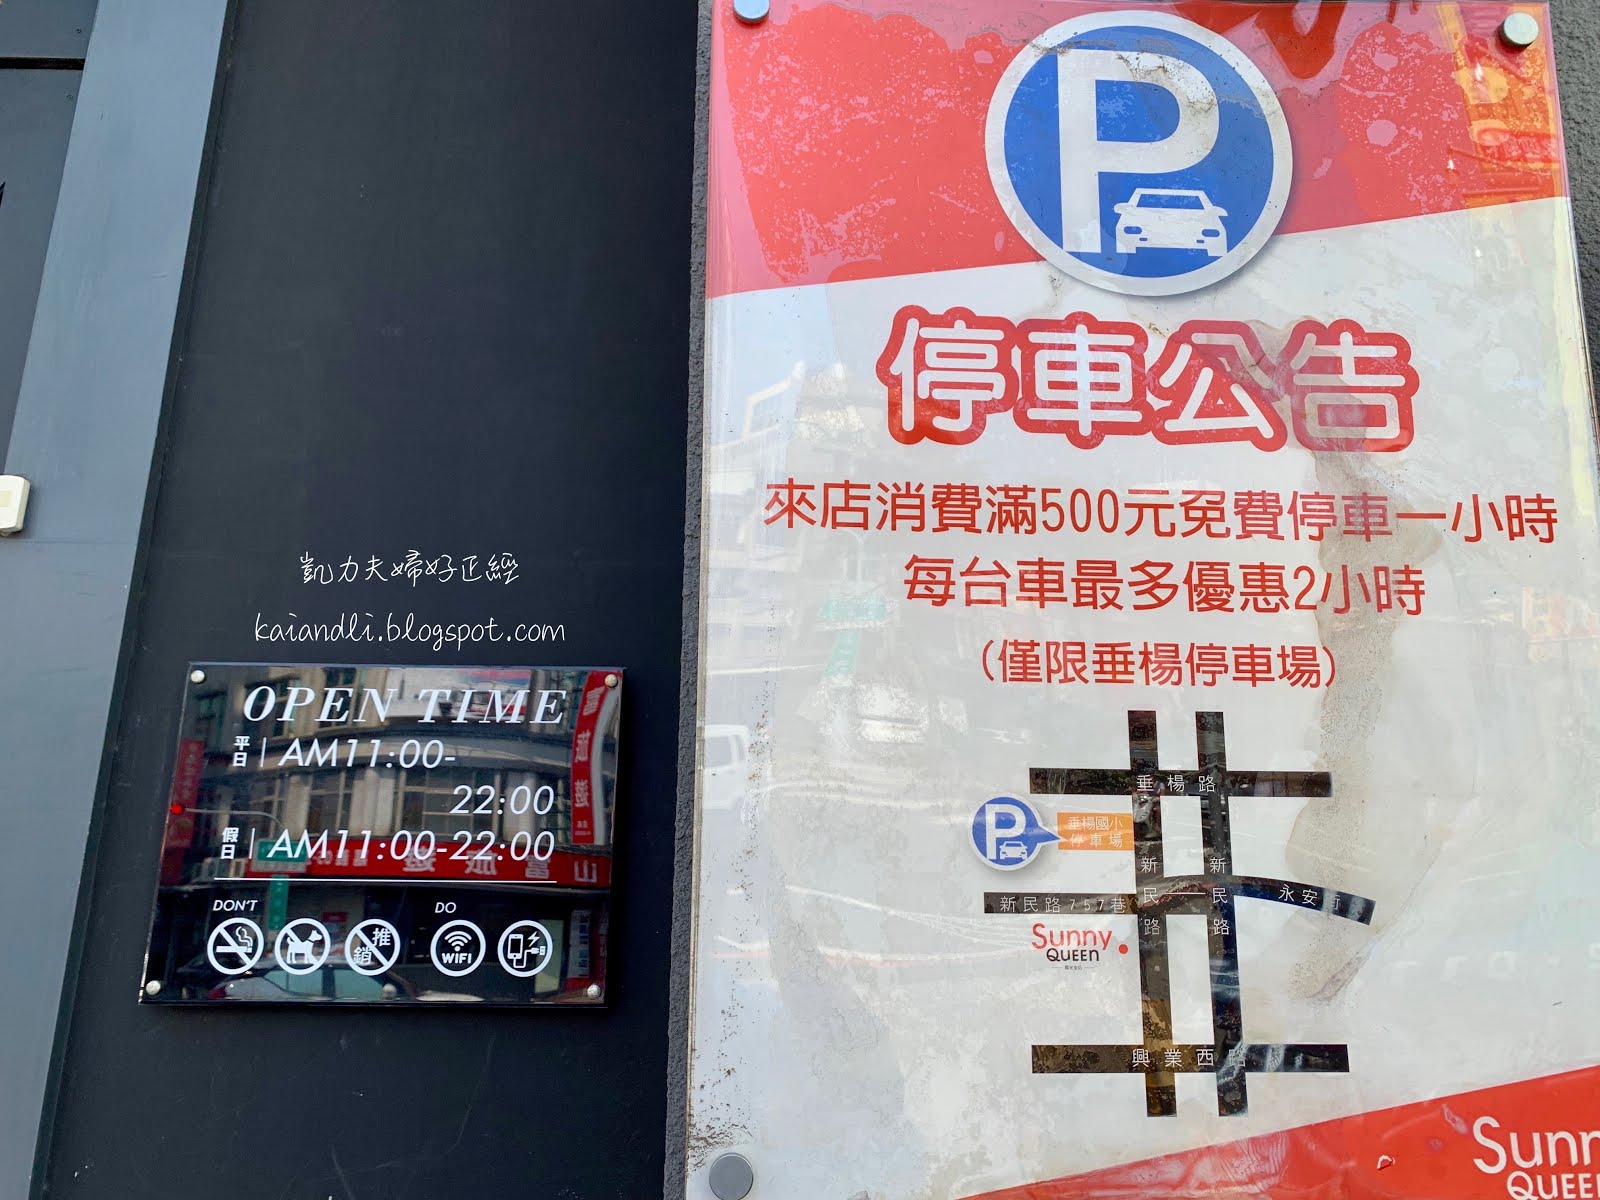 凱力夫婦好正經
kaiandli.blogspot.com
OPEN TIME
平日 | AM11:00-
22:00
假日 | AM11:00-22:00
DON'T
DO
推
銷
WIFI
P
停車公告
來店消費滿500元免費停車一小時
每台車最多優惠2小時
(僅限垂楊停車場)
垂楊路
P
垂楊國小
停車場
新民路
新民路
新民路757巷
永安街
Sunny
QUEEN
興業西路
Sunn
QUEE